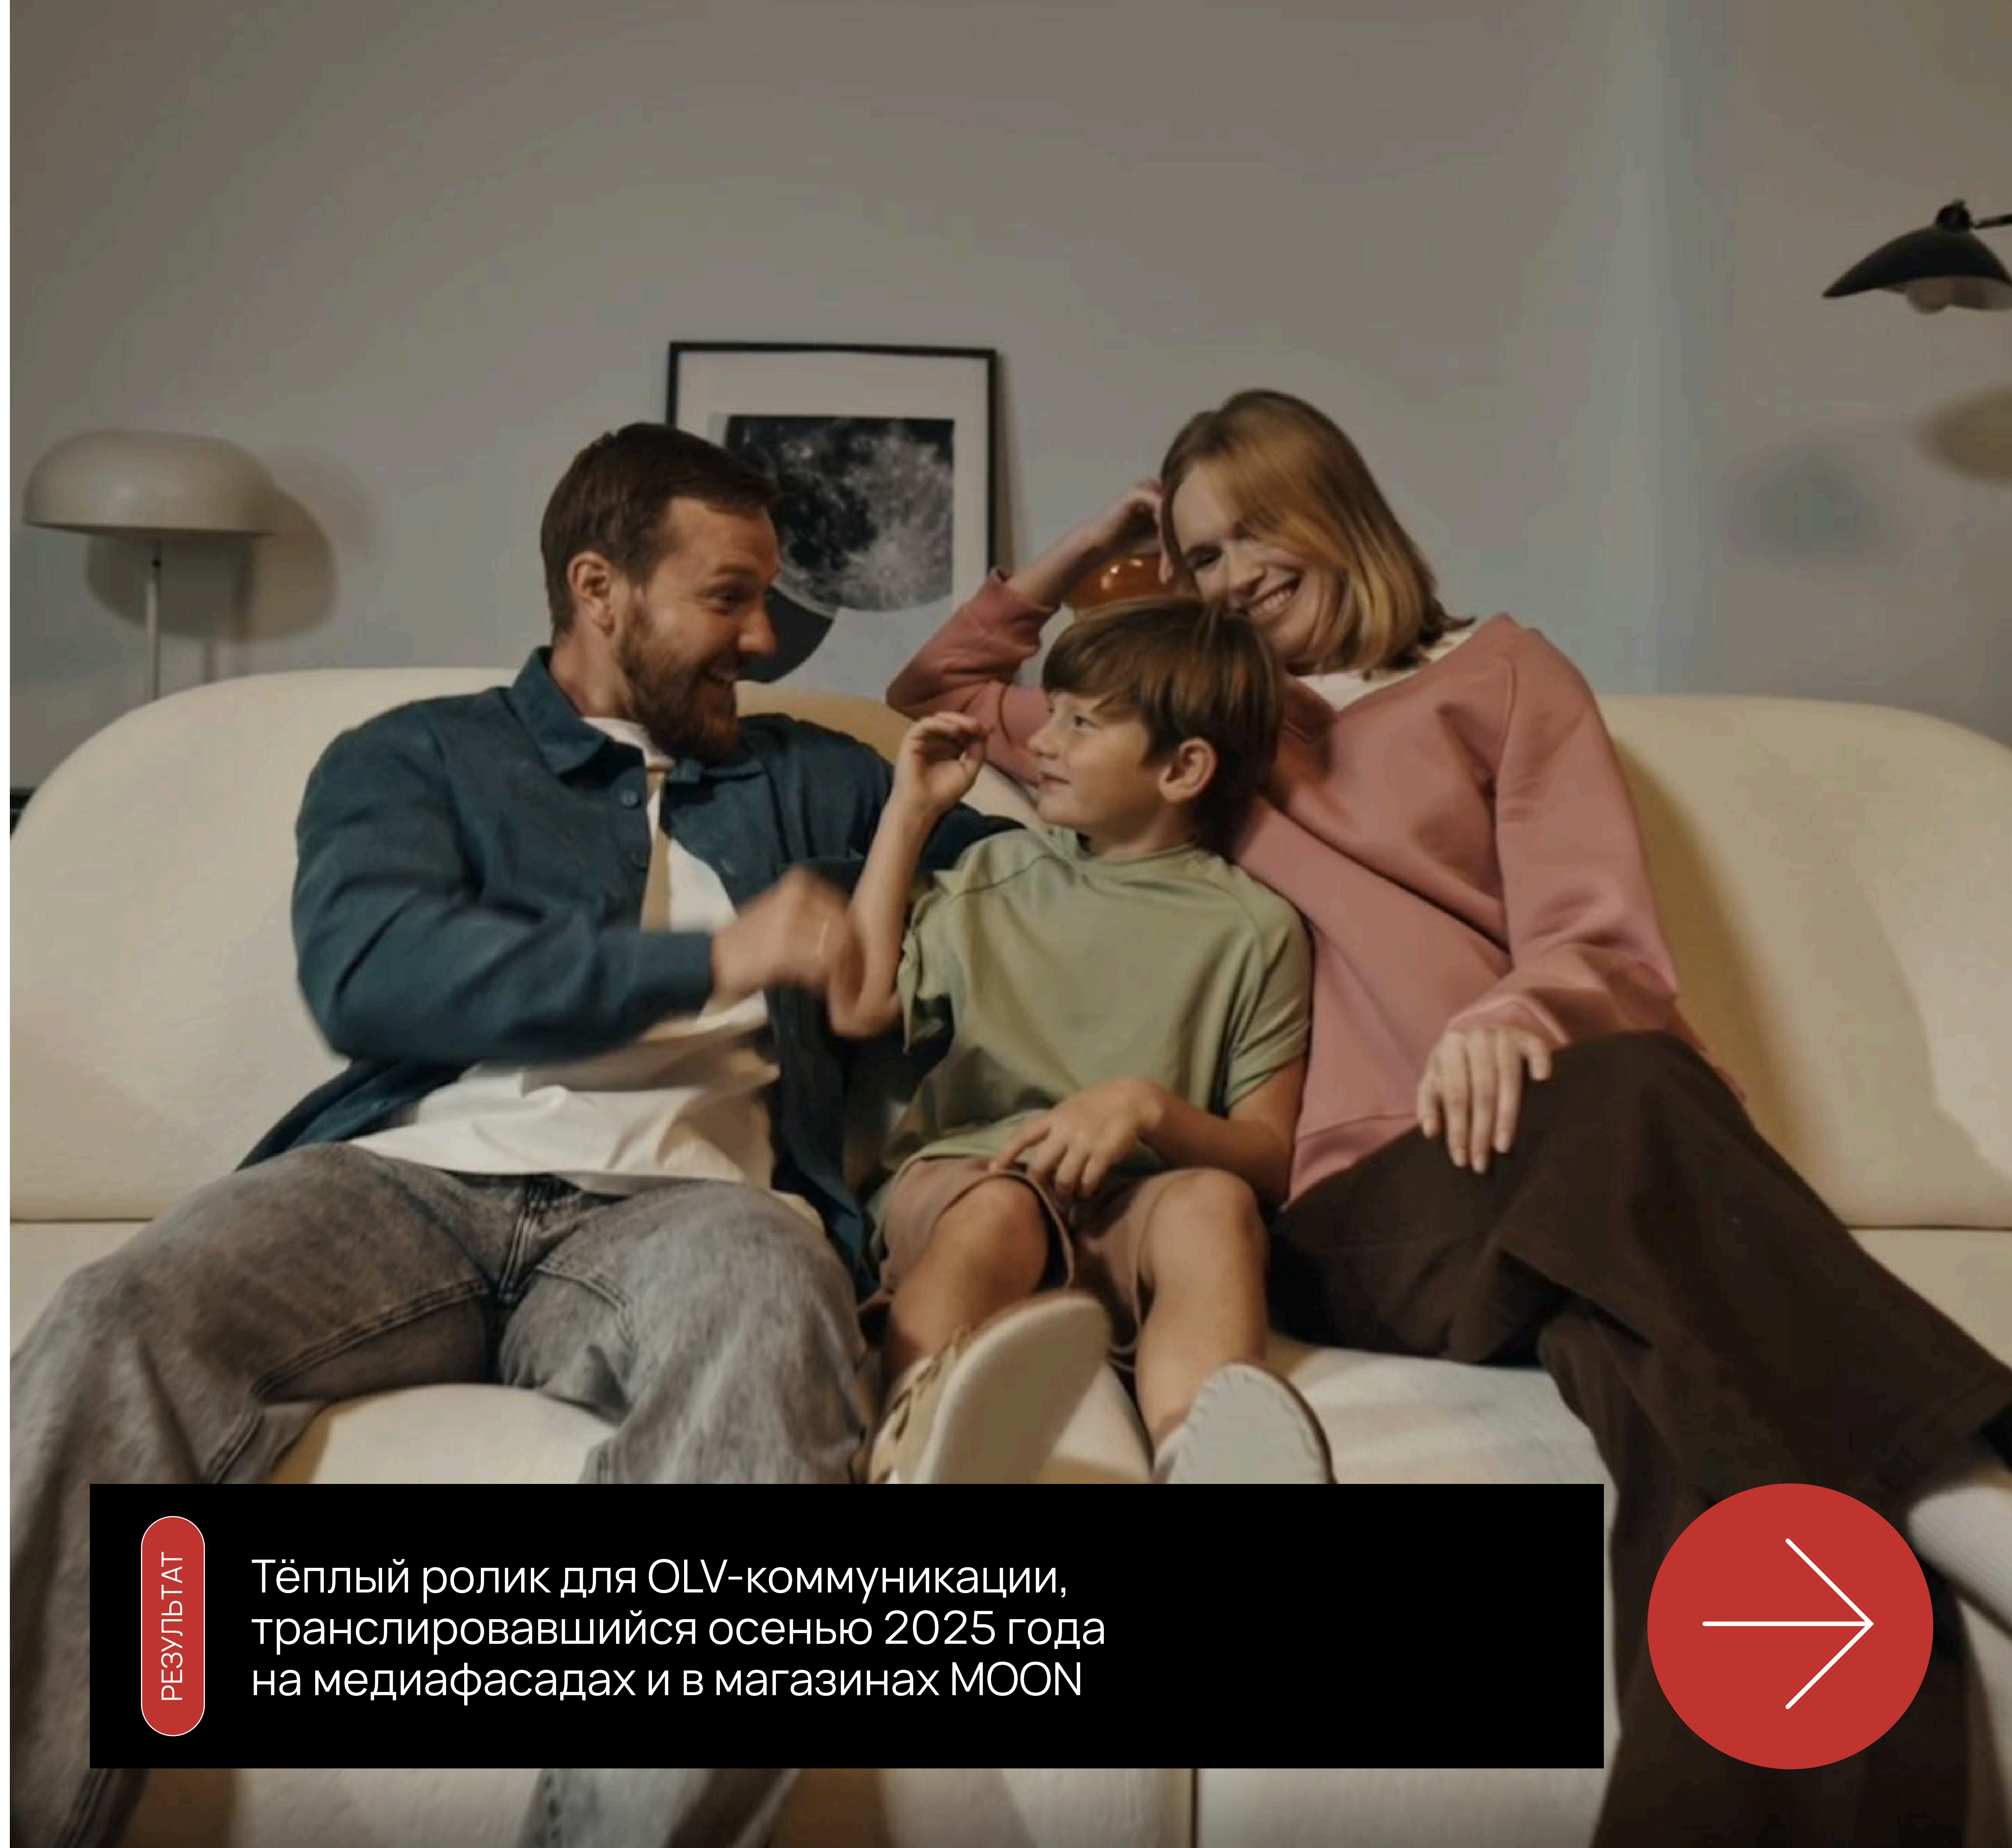 РЕЗУЛЬТАТ
Тёплый ролик для OLV-коммуникации,
транслировавшийся осенью 2025 года
на медиафасадах и в магазинах MOON